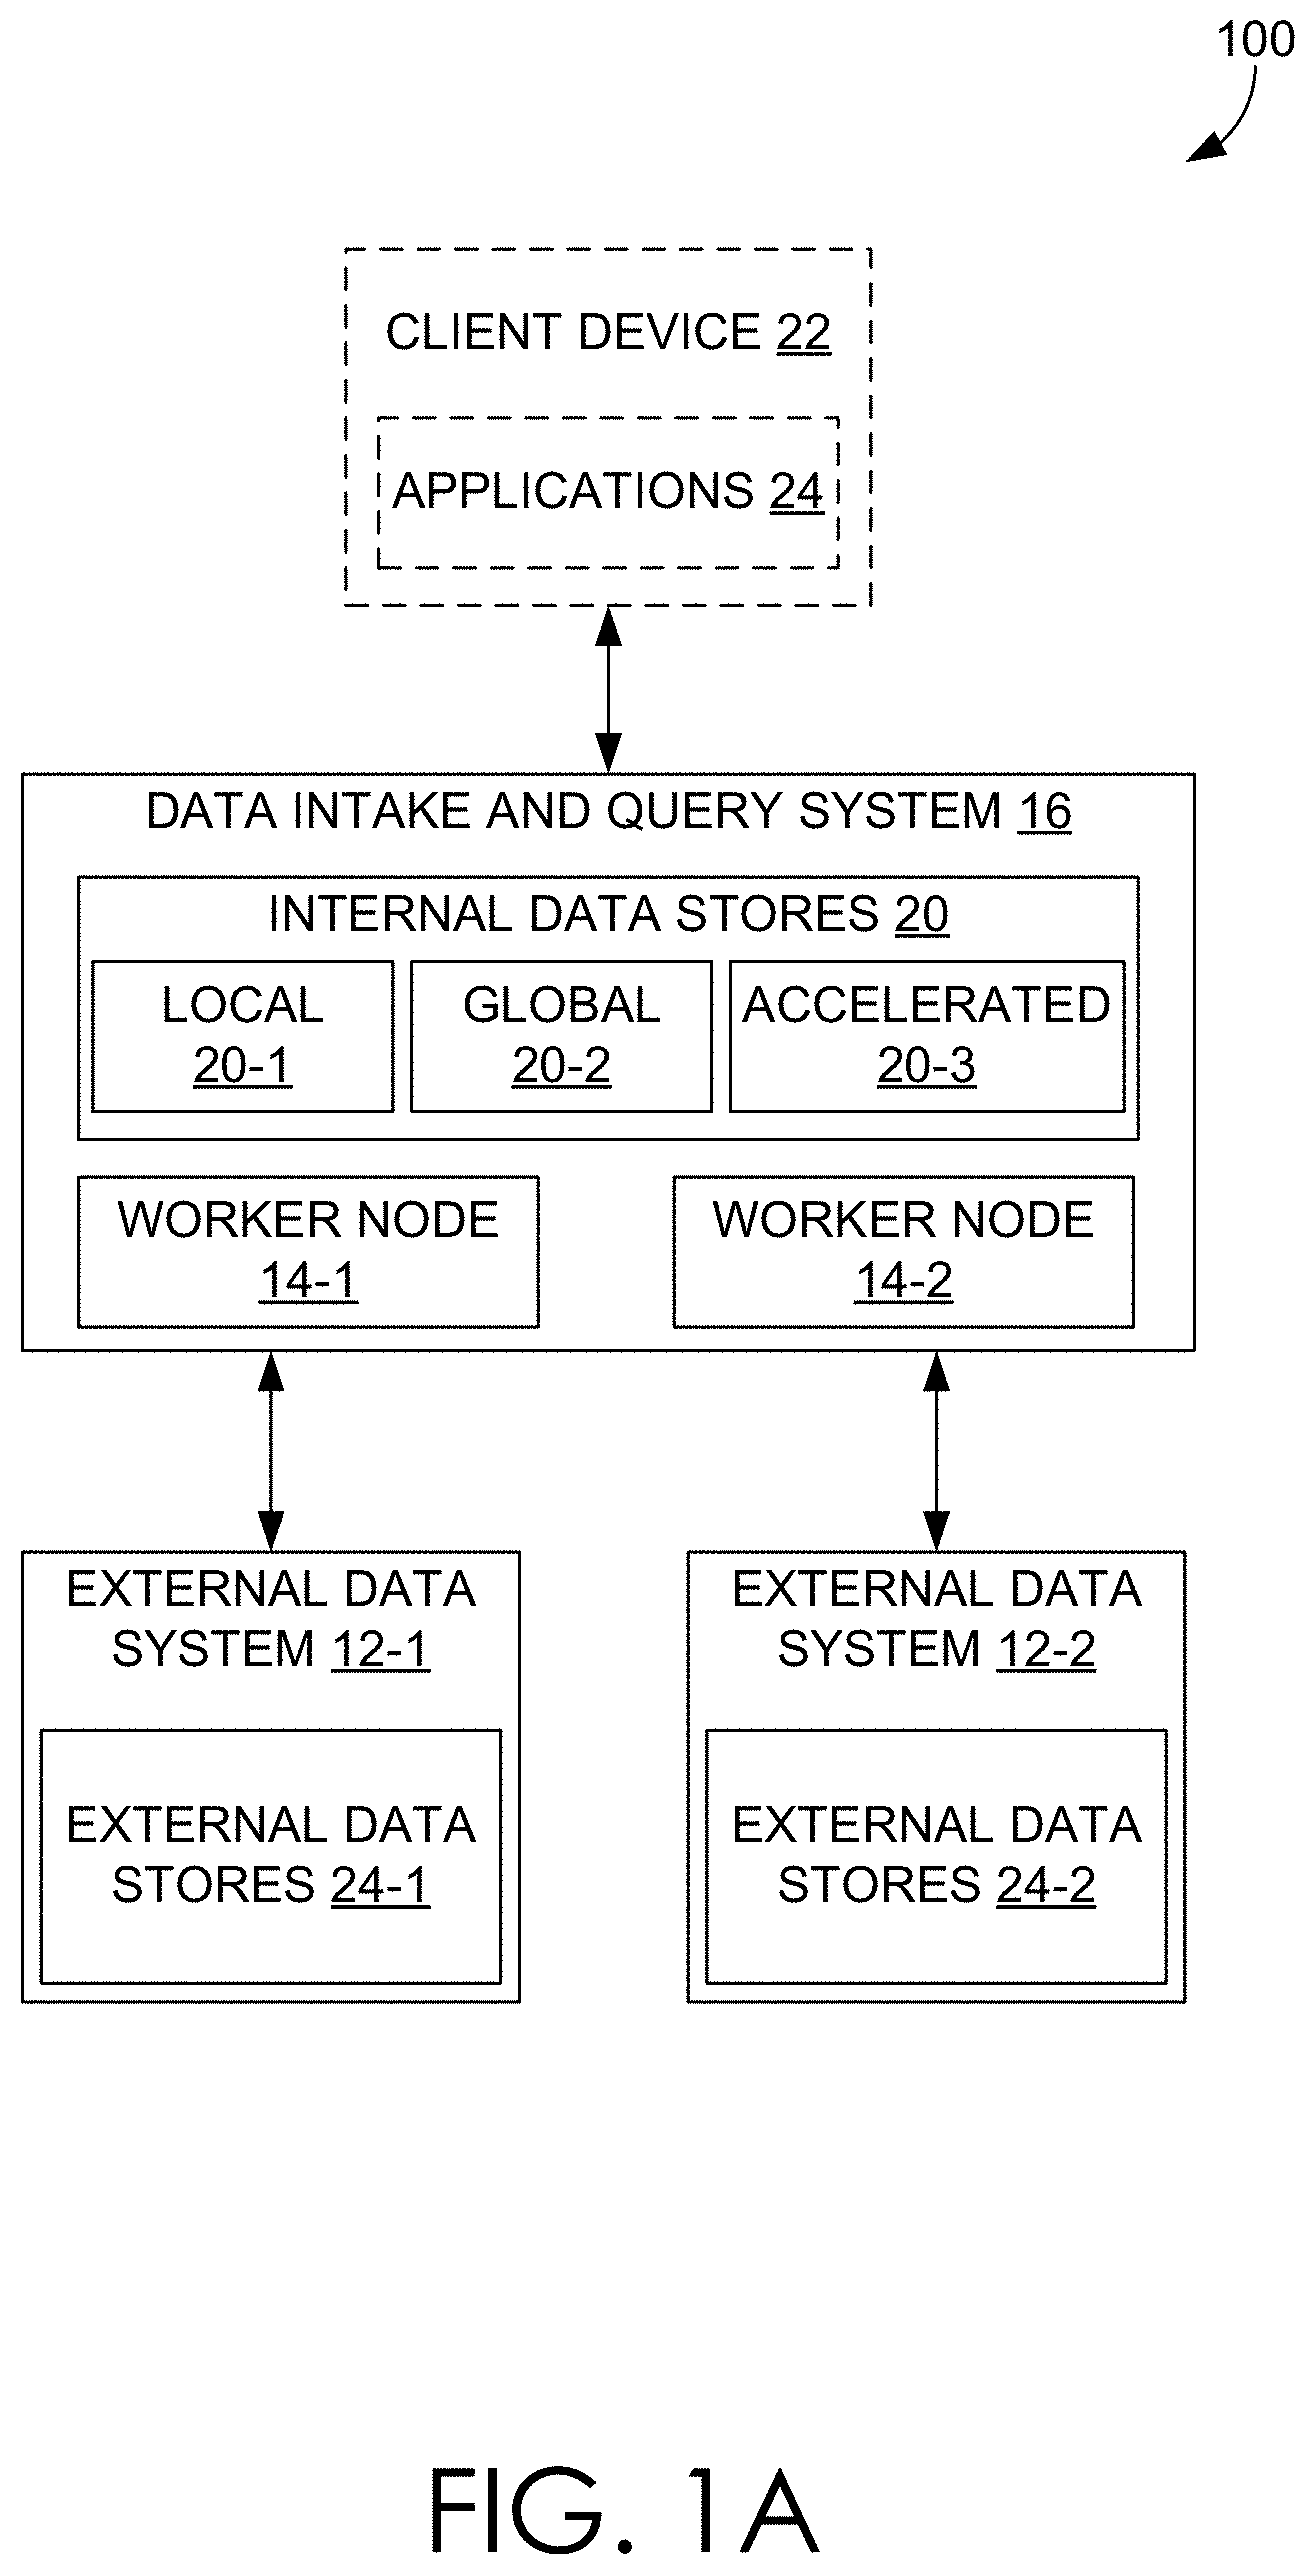 100
CLIENT DEVICE 22
APPLICATIONS 24
DATA INTAKE AND QUERY SYSTEM 16
INTERNAL DATA STORES 20
LOCAL
20-1
GLOBAL
20-2
ACCELERATED
20-3
WORKER NODE
14-1
WORKER NODE
14-2
EXTERNAL DATA
SYSTEM 12-1
EXTERNAL DATA
STORES 24-1
EXTERNAL DATA
SYSTEM 12-2
EXTERNAL DATA
STORES 24-2
FIG. 1A